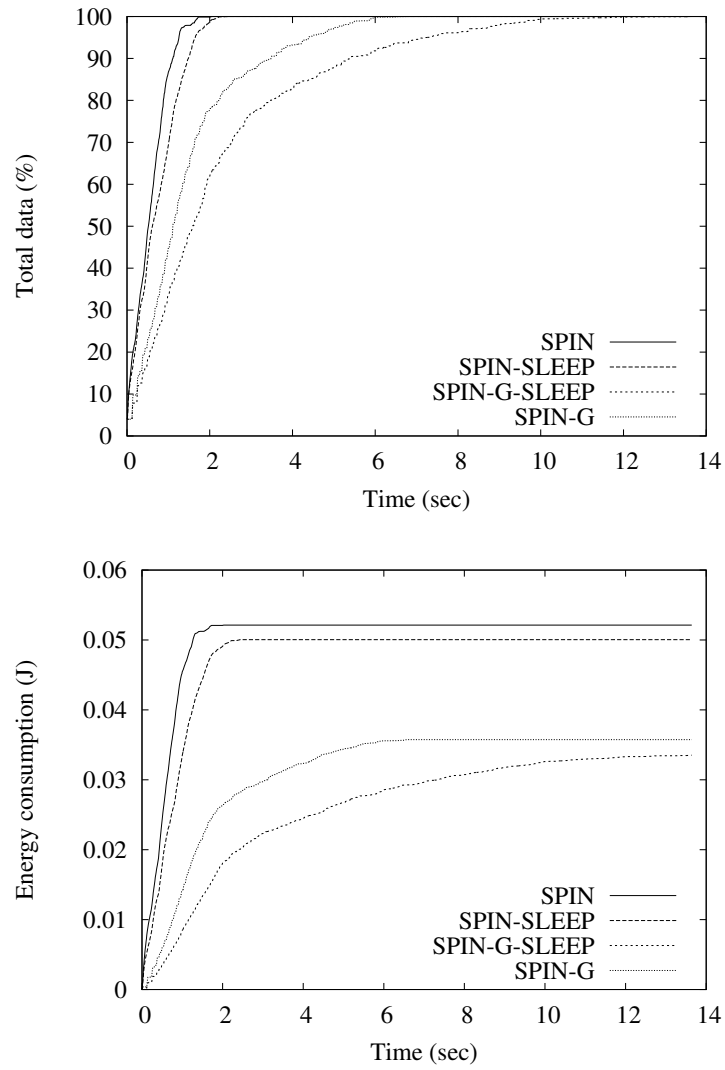 100
90
80
70
60
50
40
30
20
10
0
Total data (%)
SPIN
SPIN-SLEEP
SPIN-G-SLEEP
SPIN-G
0 2 4 6 8 10 12 14
Time (sec)
0.06
0.05
0.04
0.03
0.02
0.01
0
Energy consumption (J)
SPIN
SPIN-SLEEP
SPIN-G-SLEEP
SPIN-G
0 2 4 6 8 10 12 14
Time (sec)